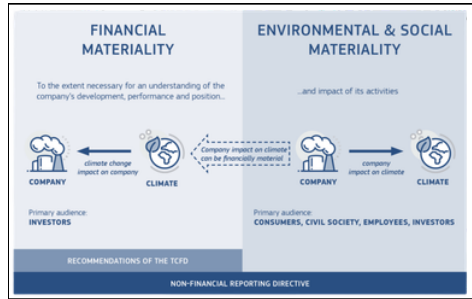 FINANCIAL
MATERIALITY
To the extent necessary for an understanding of the
company's development, performance and position...
COMPANY
climate change
impact on company
CLIMATE
Primary audience:
INVESTORS
RECOMMENDATIONS OF THE TCFD
Company impact on climate
can be financially material
ENVIRONMENTAL & SOCIAL
MATERIALITY
...and impact of its activities
COMPANY
company
impact on climate
CLIMATE
Primary audience:
CONSUMERS, CIVIL SOCIETY, EMPLOYEES, INVESTORS
NON-FINANCIAL REPORTING DIRECTIVE